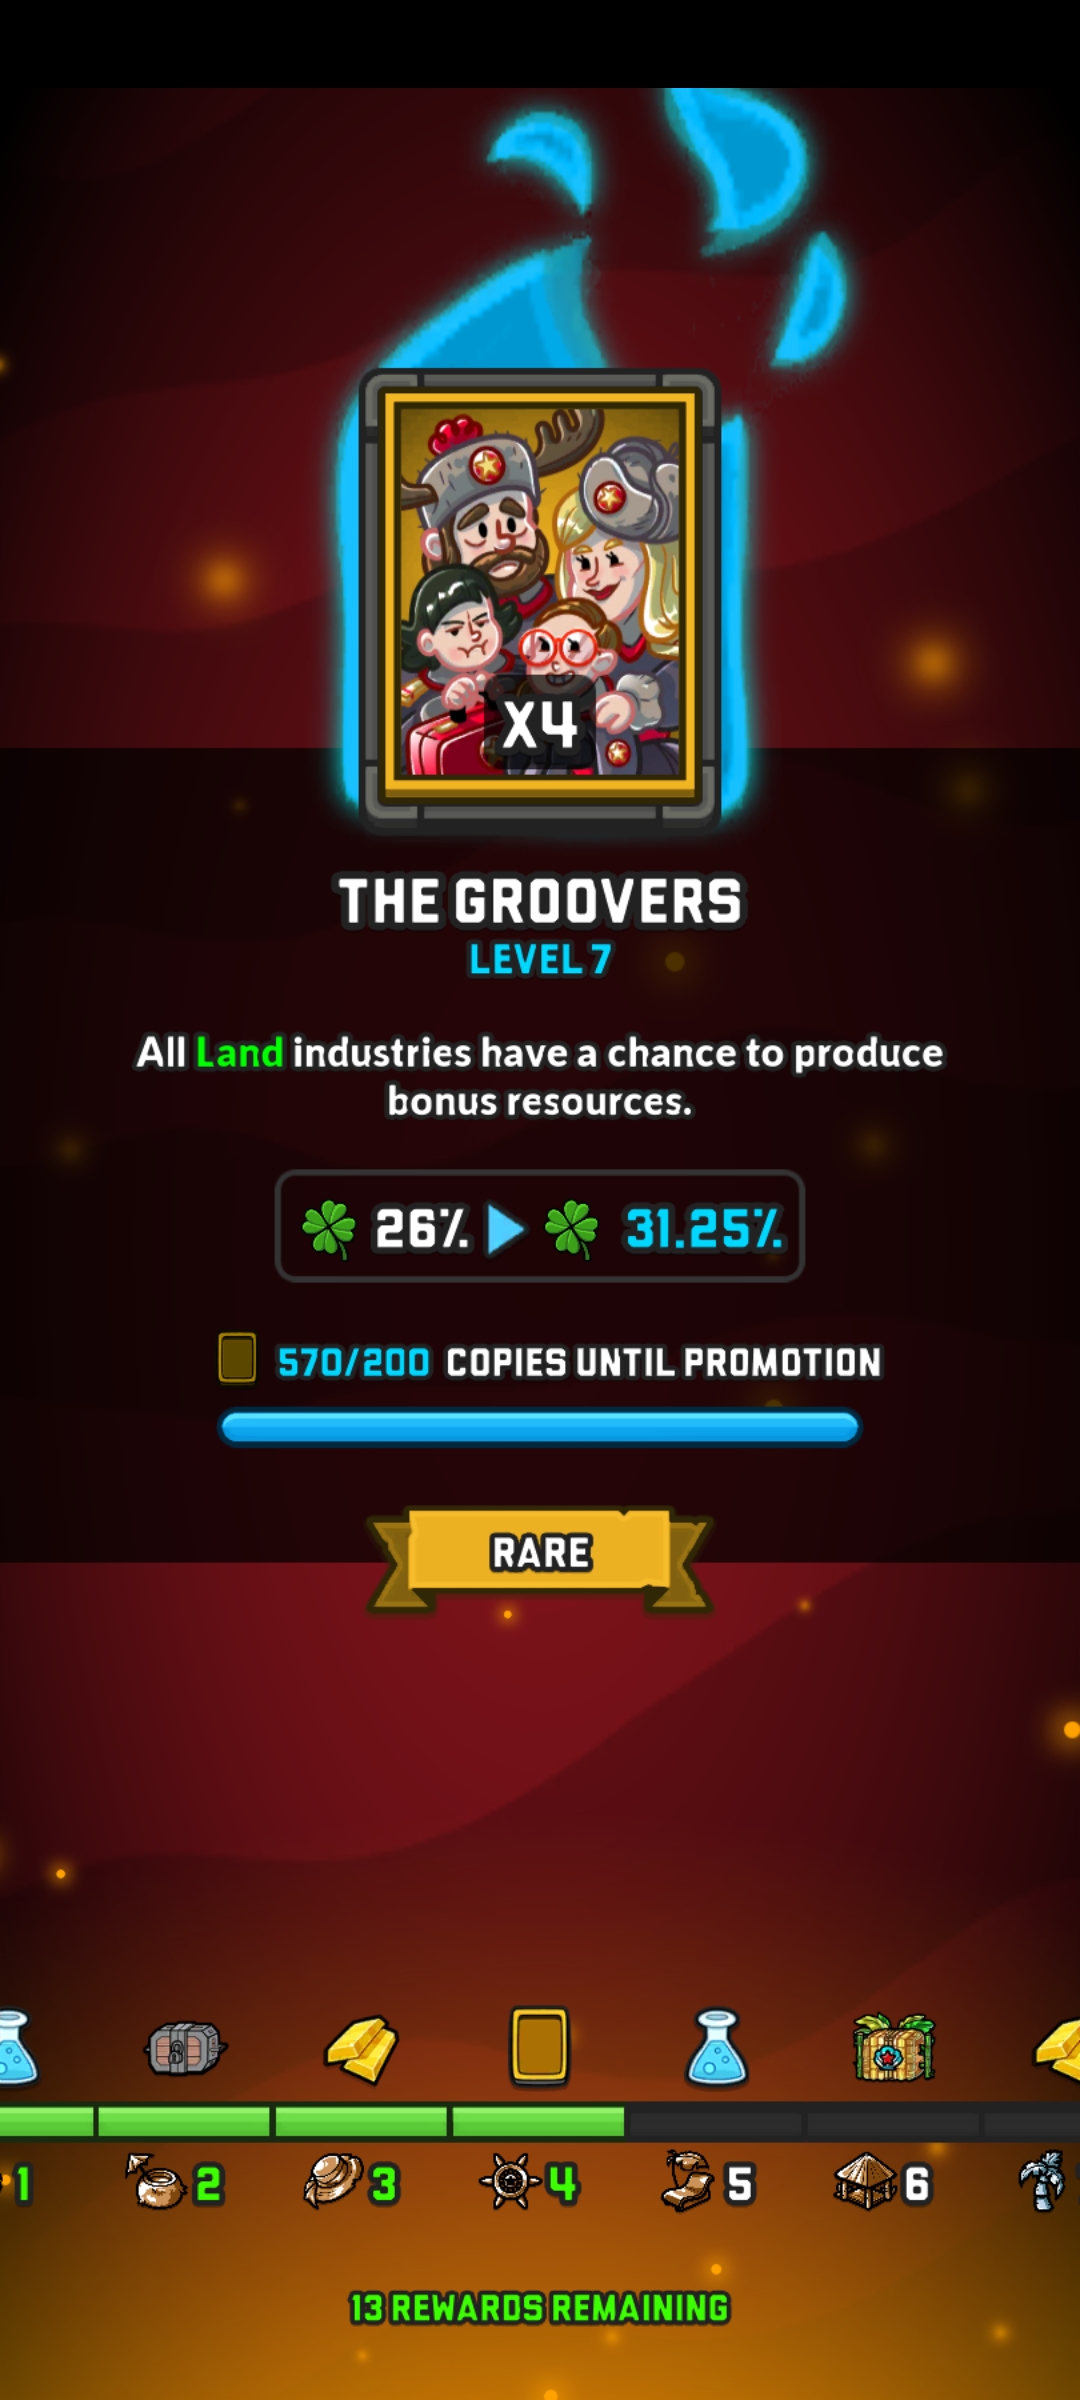 X4
THE GROOVERS
LEVEL 7
All Land industries have a chance to produce
bonus resources.
26% 31.25%
570/200 COPIES UNTIL PROMOTION
RARE
1 2 3 4 5 6
13 REWARDS REMAINING